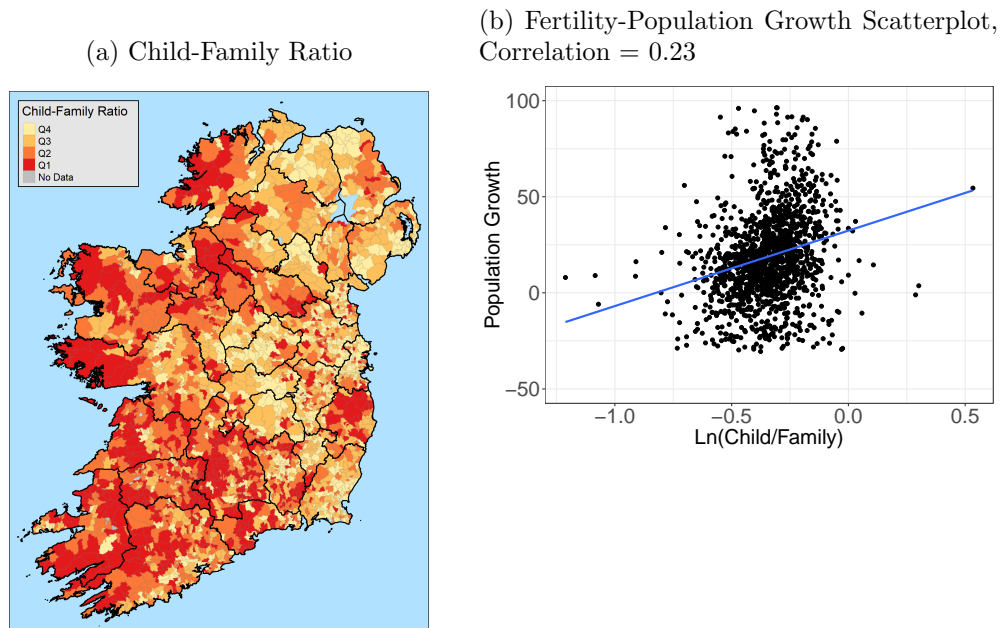 (a) Child-Family Ratio
Child-Family Ratio
Q4
Q3
Q2
Q1
No Data
(b) Fertility-Population Growth Scatterplot,
Correlation = 0.23
Population Growth
100
50
0
−50
−1.0
−0.5
0.0
0.5
Ln(Child/Family)